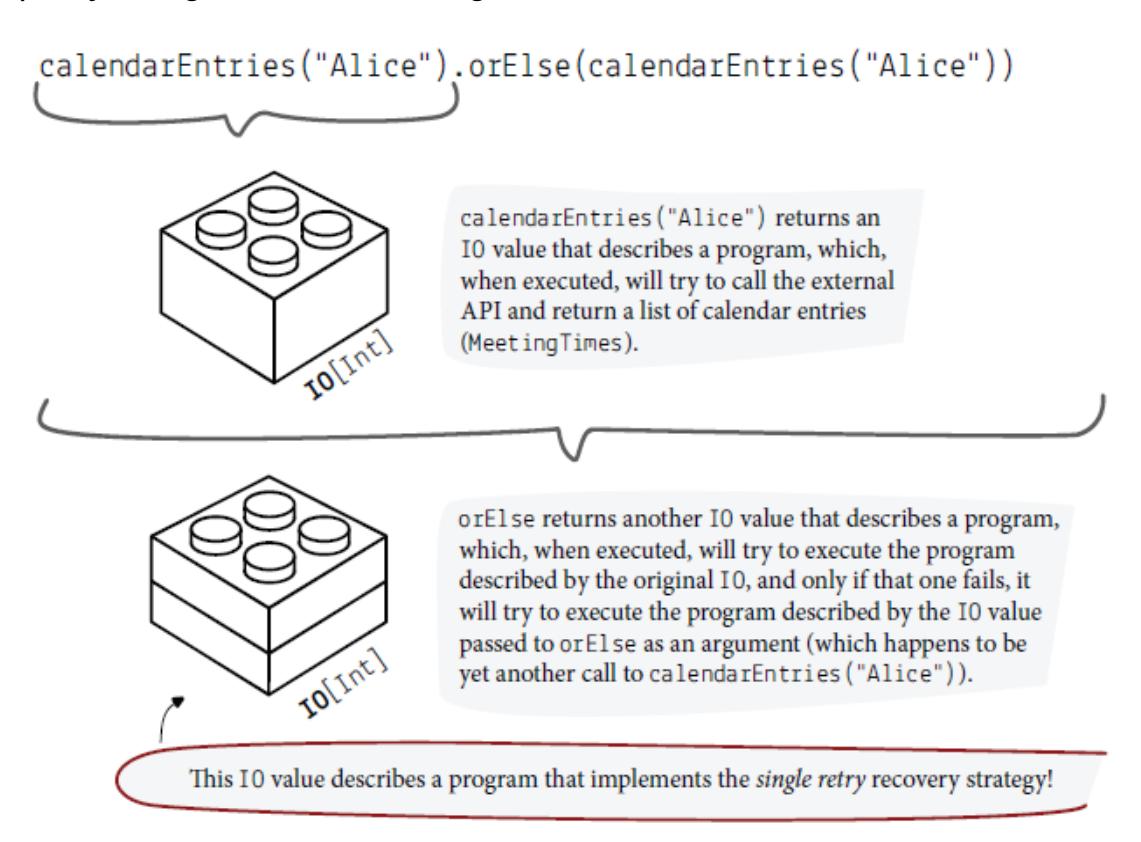 calendarEntries("Alice").orElse(calendarEntries("Alice"))
calendarEntries("Alice") returns an
IO value that describes a program, which,
when executed, will try to call the external
API and return a list of calendar entries
(MeetingTimes).
IO[Int]
orElse returns another IO value that describes a program,
which, when executed, will try to execute the program
described by the original IO, and only if that one fails, it
will try to execute the program described by the IO value
passed to orElse as an argument (which happens to be
yet another call to calendarEntries("Alice")).
IO[Int]
This IO value describes a program that implements the single retry recovery strategy!